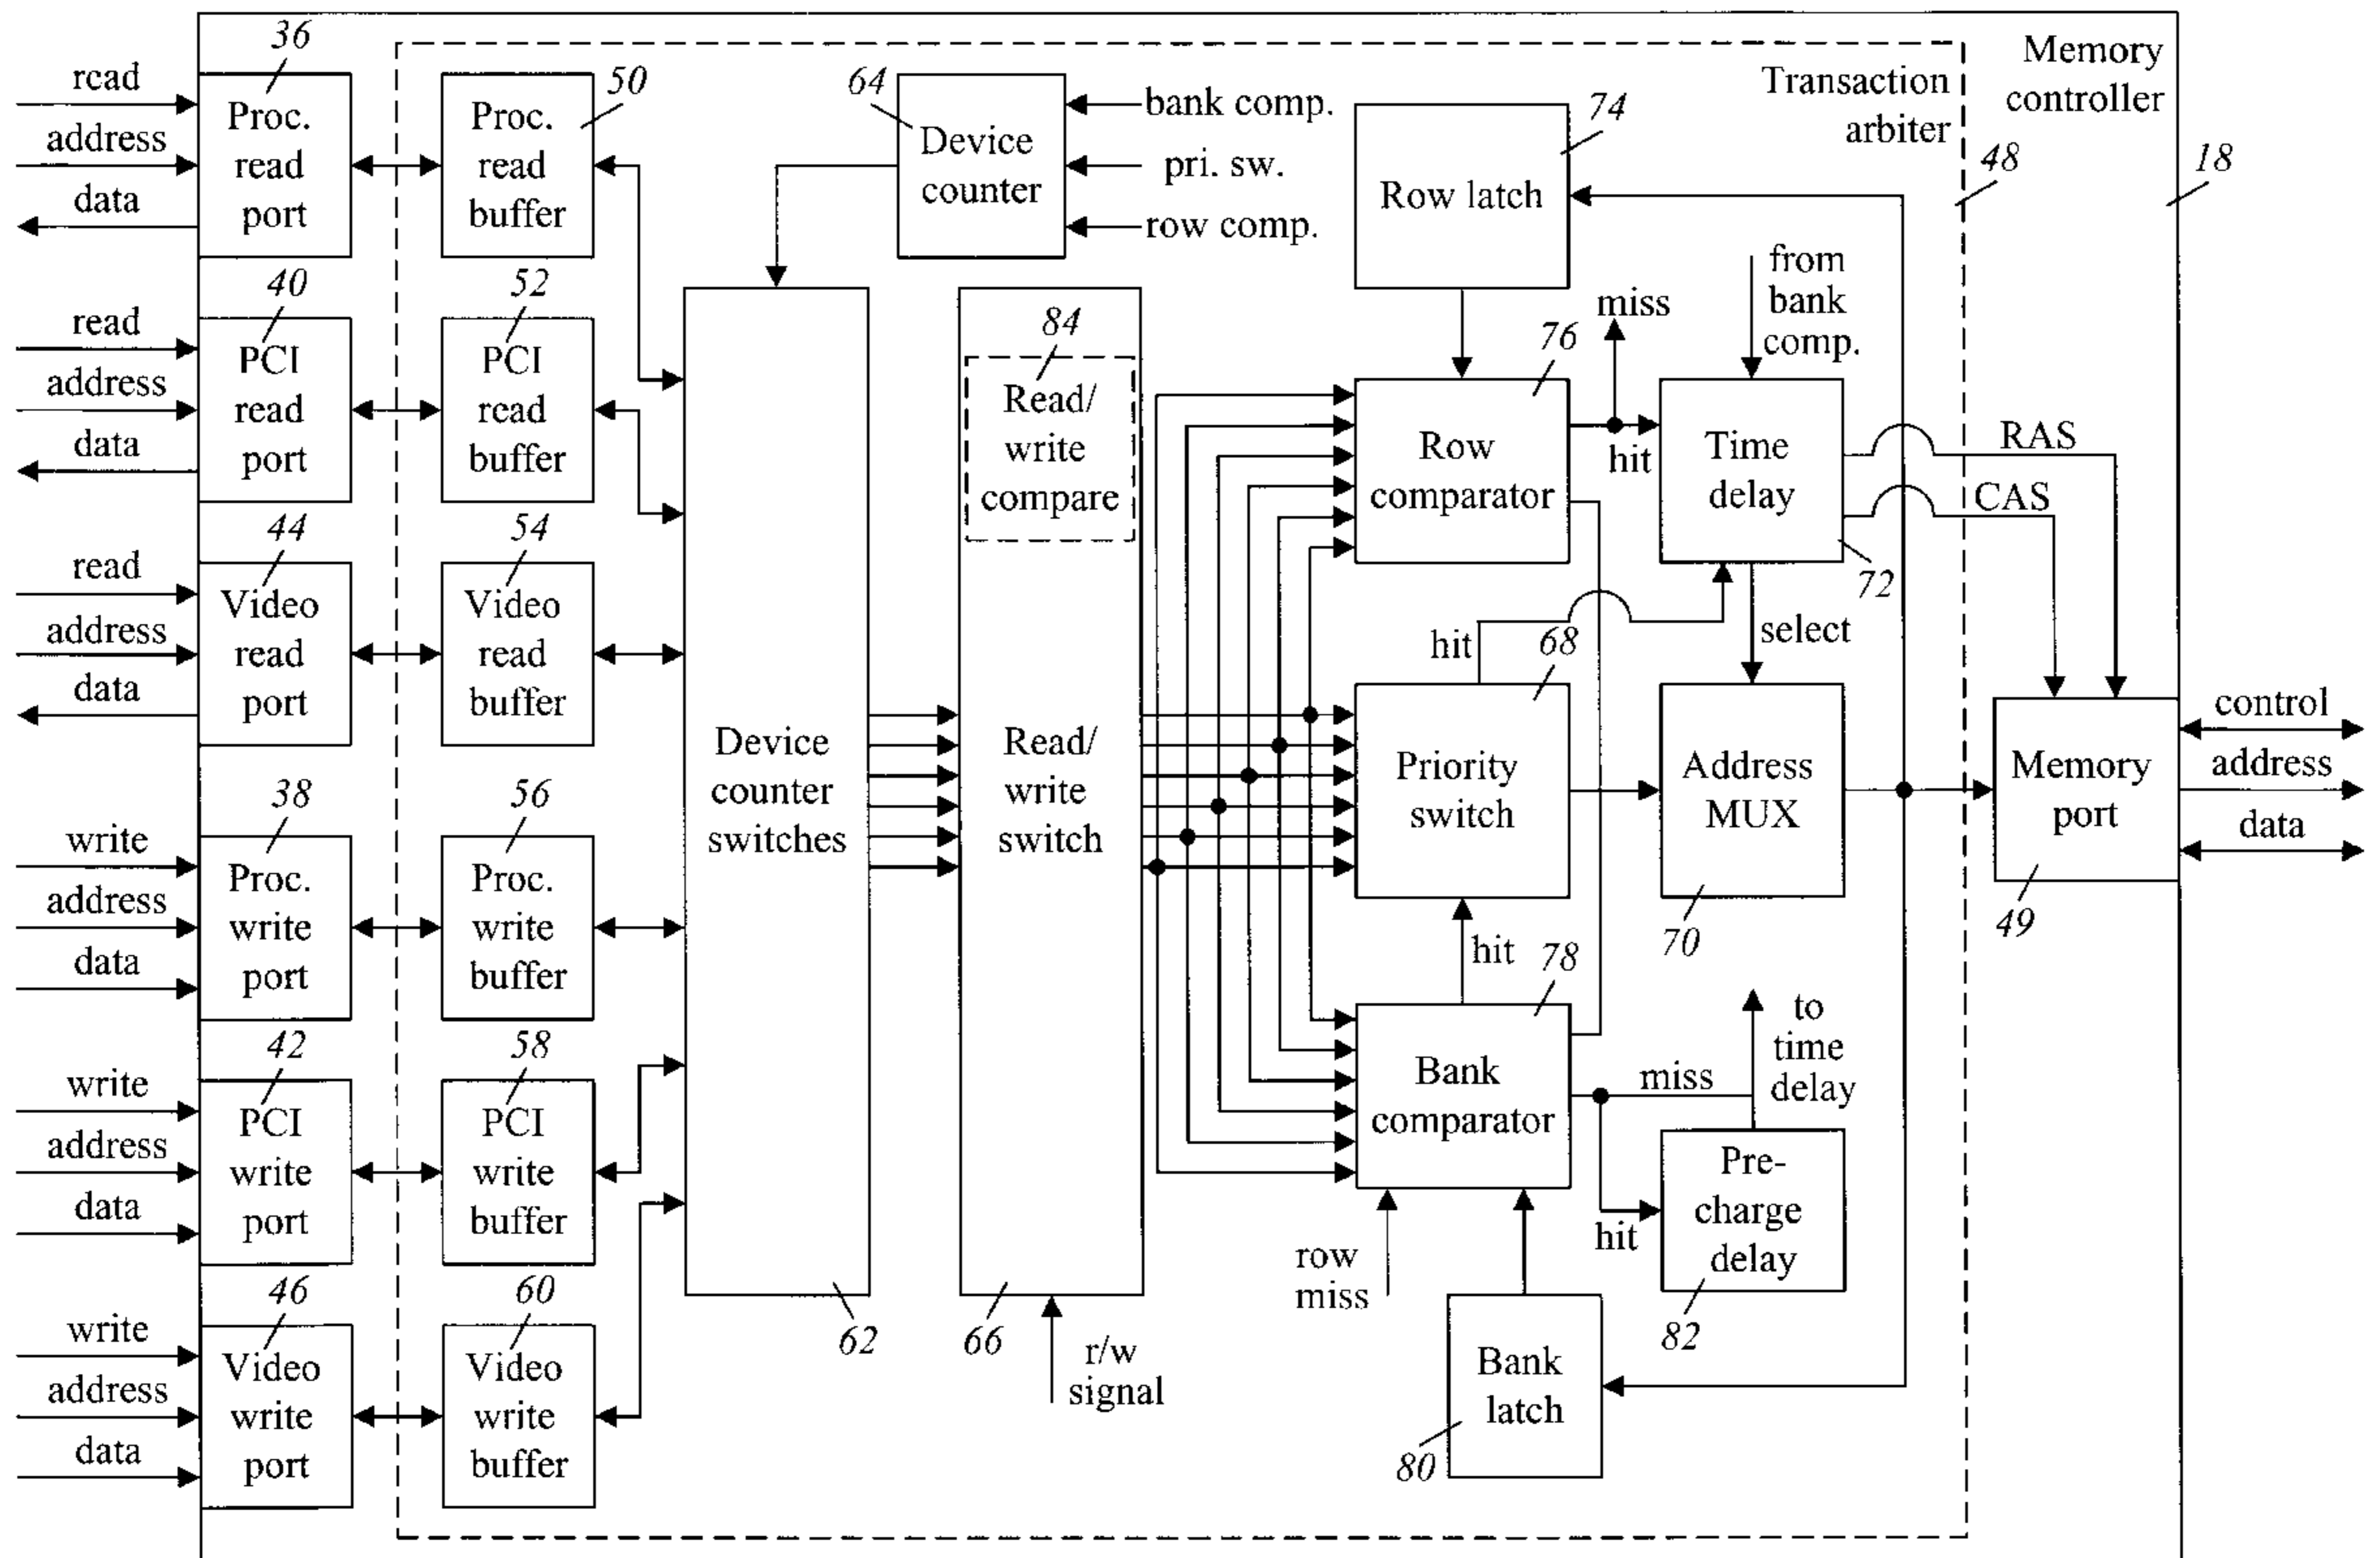 Memory
controller
18
Transaction
arbiter
48
rcad
address
data
36
Proc.
read
port
50
Proc.
read
buffer
64
Device
counter
bank comp.
pri. sw.
row comp.
74
Row latch
read
address
data
40
PCI
read
port
52
PCI
read
buffer
84
Read/
write
compare
miss
76
Row
comparator
hit
from
bank
comp.
Time
delay
72
RAS
CAS
read
address
data
44
Video
read
port
54
Video
read
buffer
Device
counter
switches
62
Read/
write
switch
66
r/w
signal
hit
68
Priority
switch
select
Address
MUX
70
Memory
port
49
control
address
data
write
address
data
38
Proc.
write
port
56
Proc.
write
buffer
hit
78
Bank
comparator
miss
to
time
delay
hit
Pre-
charge
delay
82
row
miss
write
address
data
42
PCI
write
port
58
PCI
write
buffer
write
address
data
46
Video
write
port
60
Video
write
buffer
Bank
latch
80